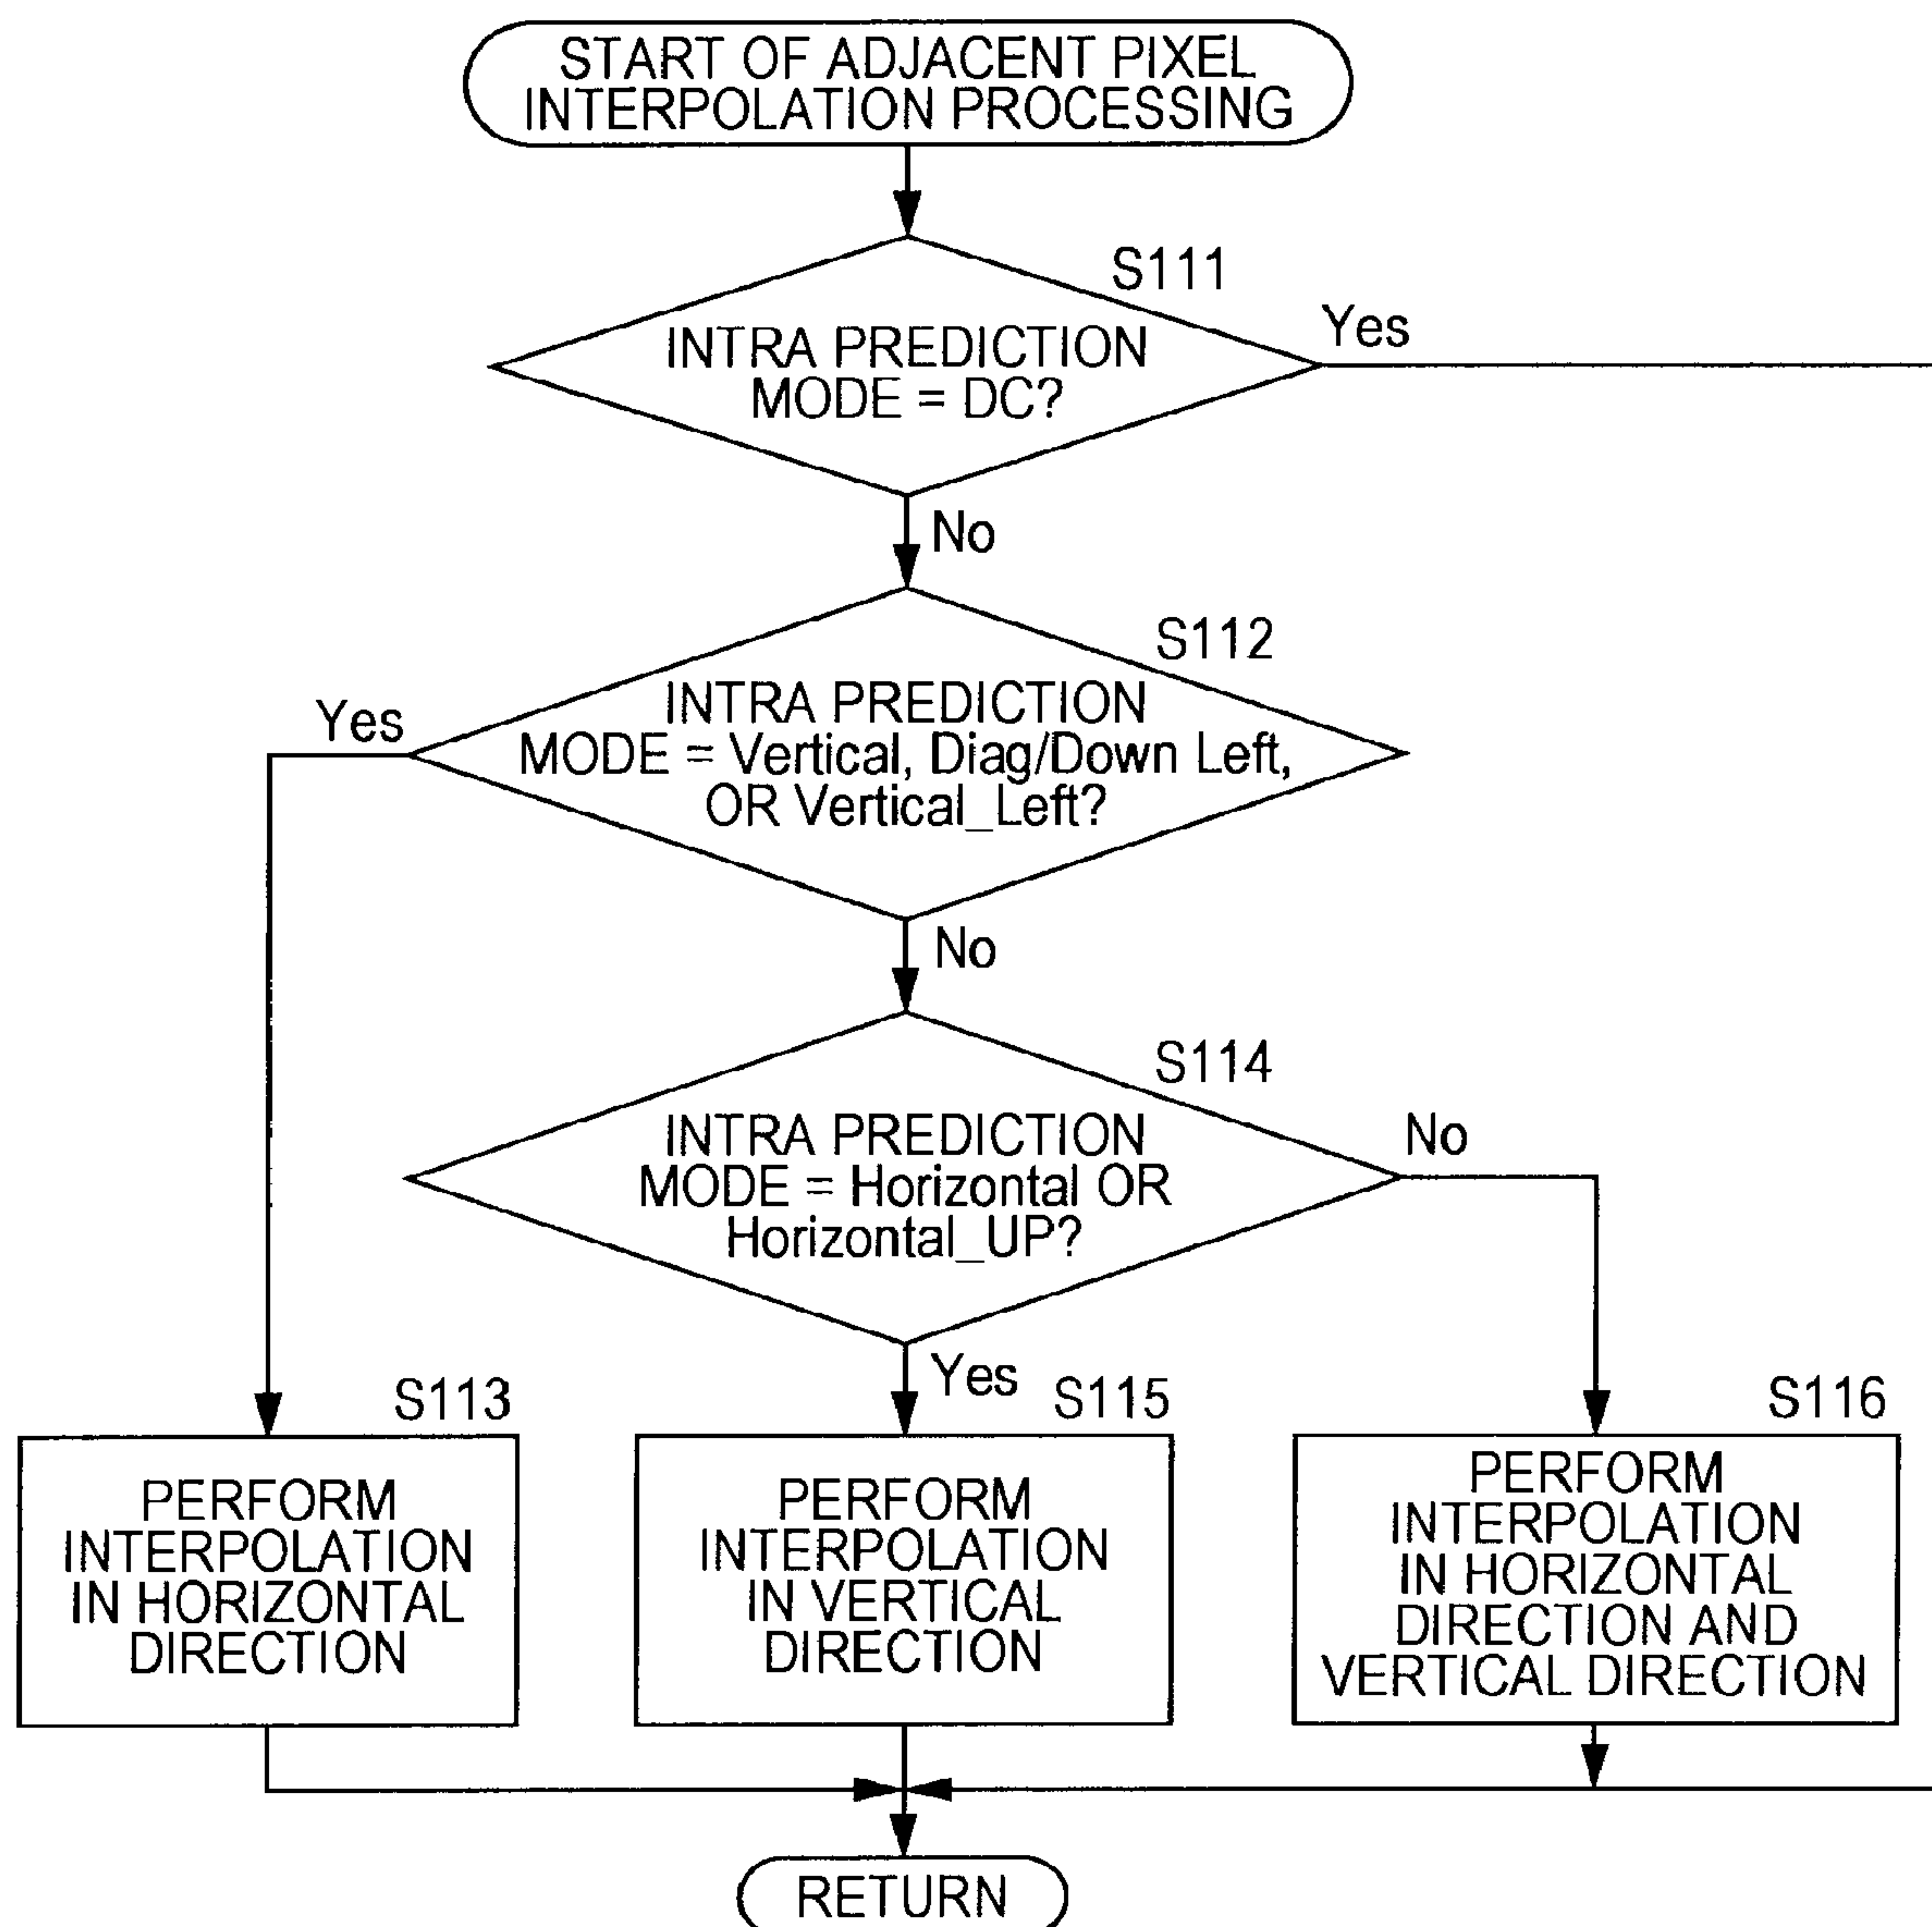 START OF ADJACENT PIXEL
INTERPOLATION PROCESSING
S111
INTRA PREDICTION
MODE = DC?
Yes
No
S112
INTRA PREDICTION
MODE = Vertical, Diag/Down Left,
OR Vertical_Left?
Yes
No
S114
INTRA PREDICTION
MODE = Horizontal OR
Horizontal_UP?
No
Yes
S113
PERFORM
INTERPOLATION
IN HORIZONTAL
DIRECTION
S115
PERFORM
INTERPOLATION
IN VERTICAL
DIRECTION
S116
PERFORM
INTERPOLATION
IN HORIZONTAL
DIRECTION AND
VERTICAL DIRECTION
RETURN